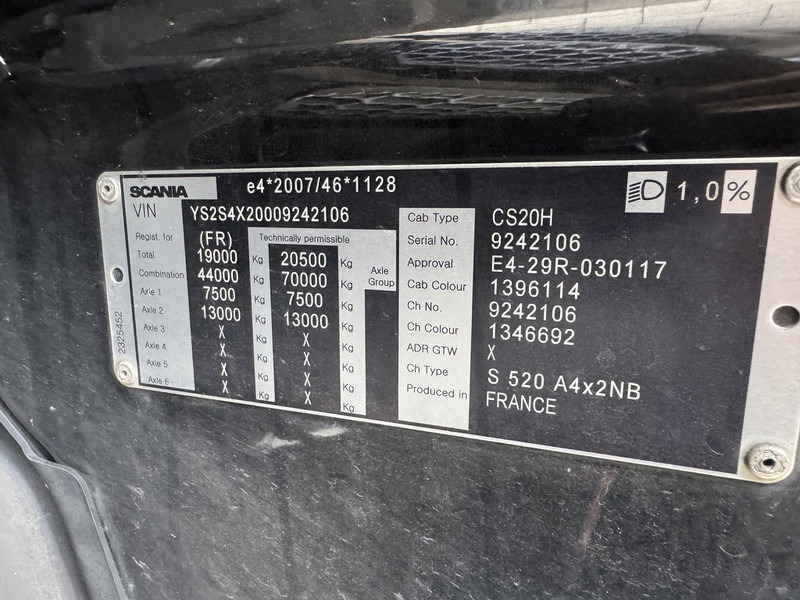 SCANIA e4*2007/46*1128 1,0%
VIN YS2S4X20009242106
Regist. for (FR) Technically permissible
Total 19000 Kg 20500 Kg
Combination 44000 Kg 70000 Kg Axle Group
Axle 1 7500 Kg 7500 Kg
Axle 2 13000 Kg 13000 Kg
Axle 3 X Kg X Kg
Axle 4 X Kg X Kg
Axle 5 X Kg X Kg
Axle 6 X Kg X Kg
2325452
Cab Type CS20H
Serial No. 9242106
Approval E4-29R-030117
Cab Colour 1396114
Ch No. 9242106
Ch Colour 1346692
ADR GTW X
Ch Type S 520 A4x2NB
Produced in FRANCE